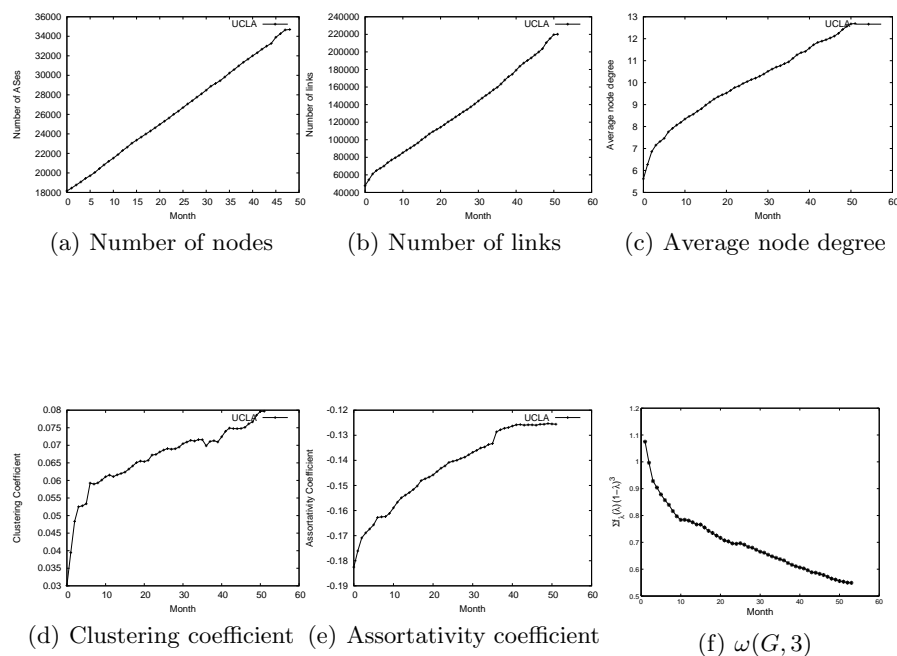 36000
34000
32000
30000
28000
26000
24000
22000
20000
18000
0 5 10 15 20 25 30 35 40 45 50
Number of ASes
Month
UCLA
(a) Number of nodes
240000
220000
200000
180000
160000
140000
120000
100000
80000
60000
40000
0 10 20 30 40 50 60
Number of links
Month
UCLA
(b) Number of links
13
12
11
10
9
8
7
6
5
0 10 20 30 40 50 60
Average node degree
Month
UCLA
(c) Average node degree
0.08
0.075
0.07
0.065
0.06
0.055
0.05
0.045
0.04
0.035
0.03
0 10 20 30 40 50 60
Clustering Coefficient
Month
UCLA
(d) Clustering coefficient
-0.12
-0.13
-0.14
-0.15
-0.16
-0.17
-0.18
-0.19
0 10 20 30 40 50 60
Assortativity Coefficient
Month
UCLA
(e) Assortativity coefficient
1.2
1.1
1
0.9
0.8
0.7
0.6
0.5
0 10 20 30 40 50 60
Month
(f) ω(G, 3)